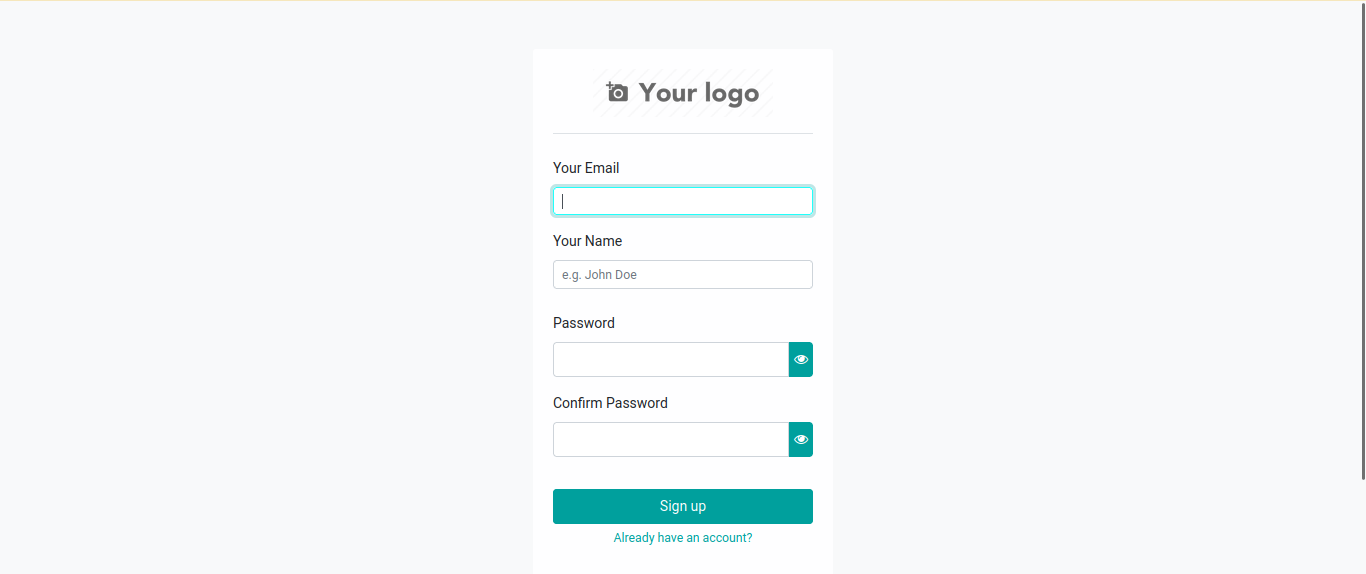 Your logo
Your Email
Your Name
e.g. John Doe
Password
Confirm Password
Sign up
Already have an account?